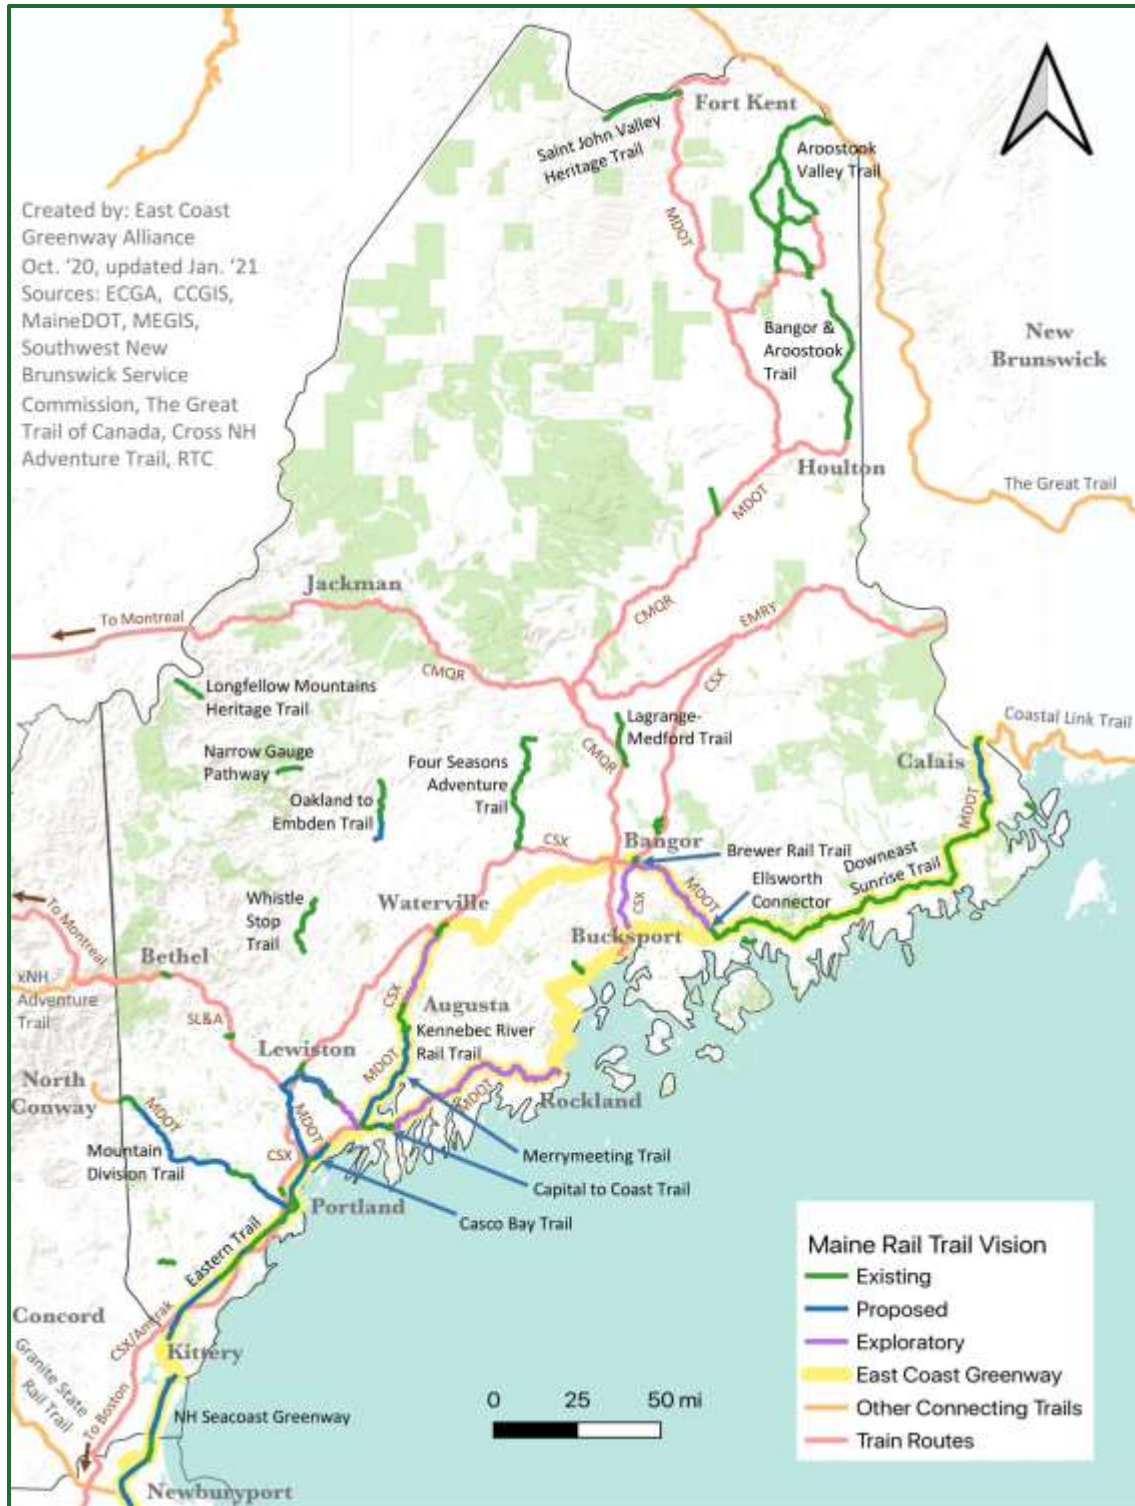 Fort Kent
Saint John Valley
Heritage Trail
Aroostook
Valley Trail
Created by: East Coast
Greenway Alliance
Oct. ‘20, updated Jan. ‘21
Sources: ECGA, CCGIS,
MaineDOT, MEGIS,
Southwest New
Brunswick Service
Commission, The Great
Trail of Canada, Cross NH
Adventure Trail, RTC
MDOT
Bangor &
Aroostook
Trail
New
Brunswick
Houlton
The Great Trail
MDOT
Jackman
To Montreal
CMQR
EMRY
CMQR
CSX
Longfellow Mountains
Heritage Trail
Lagrange-
Medford Trail
Coastal Link Trail
Narrow Gauge
Pathway
Four Seasons
Adventure
Trail
CMQR
Calais
MDOT
Oakland to
Embden Trail
CSX
Bangor
Brewer Rail Trail
Downeast
Sunrise Trail
Ellsworth
Connector
MDOT
CSX
Whistle
Stop
Trail
Waterville
Bucksport
To Montreal
Bethel
xNH
Adventure
Trail
CSX
Augusta
SL&A
Kennebec River
Rail Trail
Lewiston
MDOT
North
Conway
MDOT
MDOT
MDOT
Rockland
Mountain
Division Trail
CSX
Merrymeeting Trail
Capital to Coast Trail
Portland
Casco Bay Trail
Eastern Trail
Concord
CSX/Amtrak
Kittery
Granite State
Rail Trail
To Boston
NH Seacoast Greenway
Newburyport
0 25 50 mi
Maine Rail Trail Vision
Existing
Proposed
Exploratory
East Coast Greenway
Other Connecting Trails
Train Routes